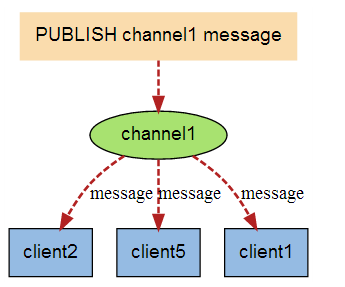 PUBLISH channel1 message
channel1
message message message
client2 client5 client1